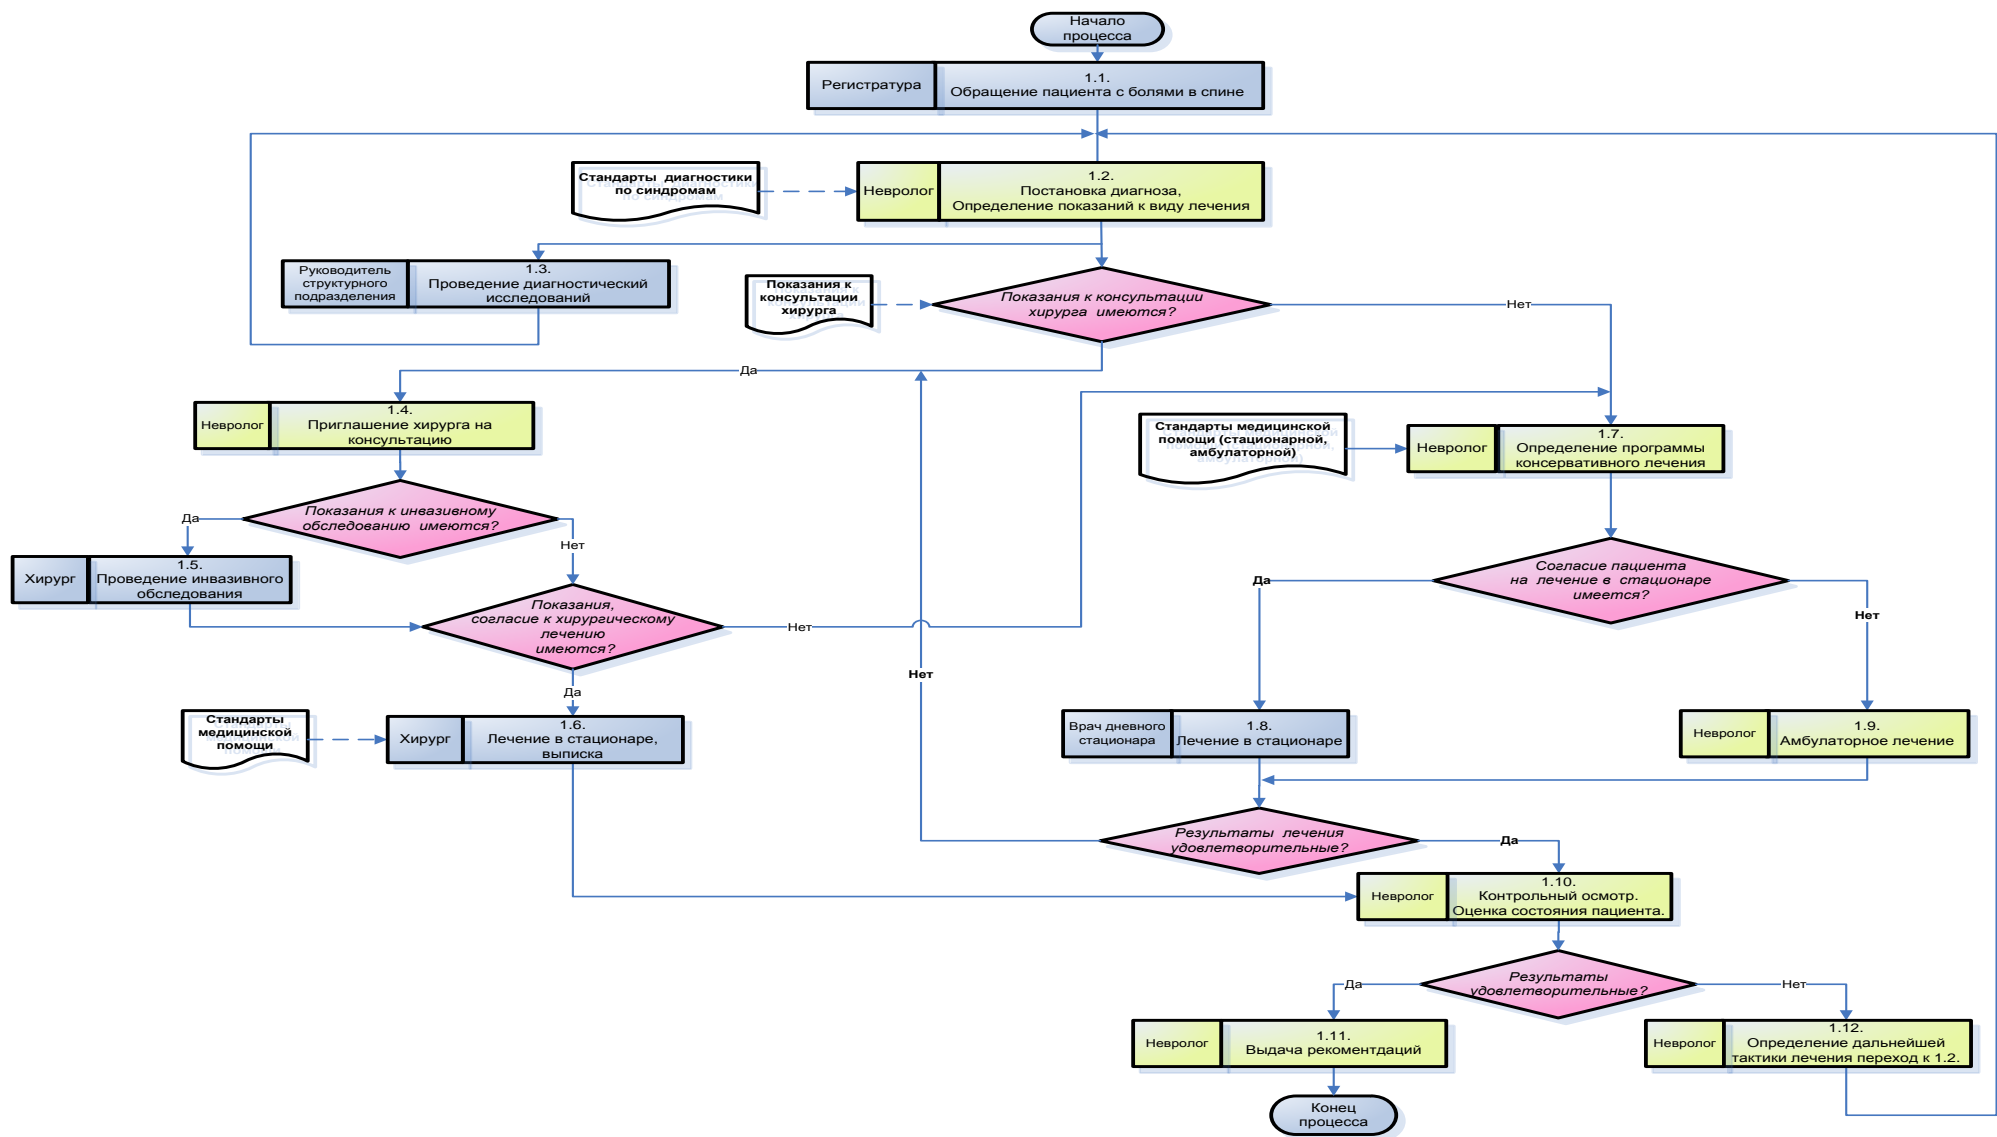 Начало
процесса
Регистратура
1.1.
Обращение пациента с болями в спине
Стандарты диагностики
по синдромам
Невролог
1.2.
Постановка диагноза,
Определение показаний к виду лечения
Руководитель
структурного
подразделения
1.3.
Проведение диагностический
исследований
Показания к
консультации
хирурга
Показания к консультации
хирурга имеются?
Нет
Да
Невролог
1.4.
Приглашение хирурга на
консультацию
Стандарты медицинской
помощи (стационарной,
амбулаторной)
Невролог
1.7.
Определение программы
консервативного лечения
Показания к инвазивному
обследованию имеются?
Да
Нет
Хирург
1.5.
Проведение инвазивного
обследования
Согласие пациента
на лечение в стационаре
имеется?
Да
Нет
Показания,
согласие к хирургическому
лечению
имеются?
Нет
Да
Нет
Стандарты
медицинской
помощи
Хирург
1.6.
Лечение в стационаре,
выписка
Врач дневного
стационара
1.8.
Лечение в стационаре
Невролог
1.9.
Амбулаторное лечение
Результаты лечения
удовлетворительные?
Да
Невролог
1.10.
Контрольный осмотр.
Оценка состояния пациента.
Результаты
удовлетворительные?
Да
Нет
Невролог
1.11.
Выдача рекоментдаций
Невролог
1.12.
Определение дальнейшей
тактики лечения переход к 1.2.
Конец
процесса